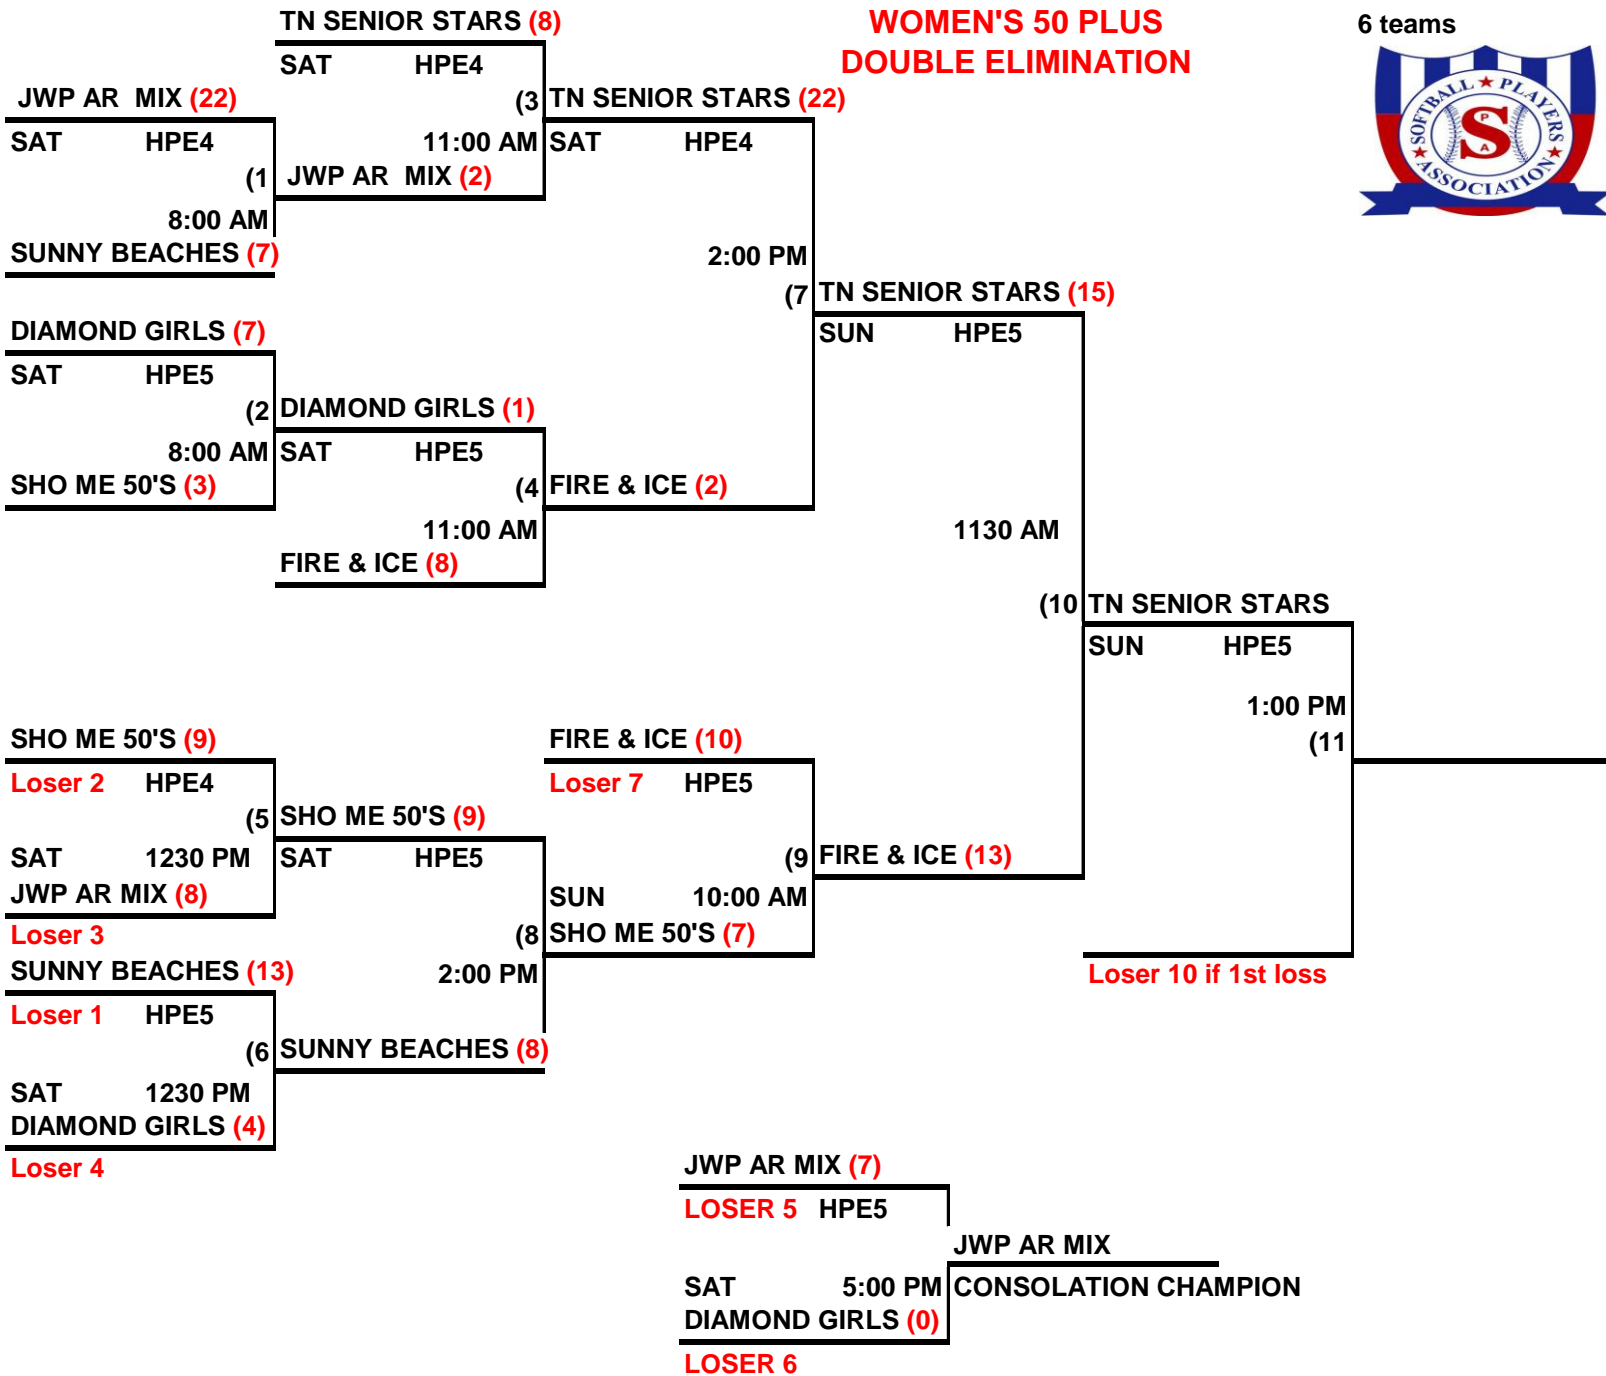 TN SENIOR STARS (8)
WOMEN'S 50 PLUS
DOUBLE ELIMINATION
6 teams
SOFTBALL ★ PLAYERS ★ ASSOCIATION ★
S
P
A
SAT HPE4
JWP AR  MIX (22)
(3 TN SENIOR STARS (22)
SAT HPE4
11:00 AM SAT HPE4
(1 JWP AR  MIX (2)
8:00 AM
SUNNY BEACHES (7)
2:00 PM
(7 TN SENIOR STARS (15)
DIAMOND GIRLS (7)
SUN HPE5
SAT HPE5
(2 DIAMOND GIRLS (1)
8:00 AM SAT HPE5
SHO ME 50'S (3)
(4 FIRE & ICE (2)
11:00 AM
1130 AM
FIRE & ICE (8)
(10 TN SENIOR STARS
SUN HPE5
1:00 PM
(11
SHO ME 50'S (9)
FIRE & ICE (10)
Loser 2 HPE4
Loser 7 HPE5
(5 SHO ME 50'S (9)
SAT 1230 PM SAT HPE5
(9 FIRE & ICE (13)
JWP AR MIX (8)
SUN 10:00 AM
Loser 3
(8 SHO ME 50'S (7)
SUNNY BEACHES (13)
2:00 PM
Loser 10 if 1st loss
Loser 1 HPE5
(6 SUNNY BEACHES (8)
SAT 1230 PM
DIAMOND GIRLS (4)
Loser 4
JWP AR MIX (7)
LOSER 5 HPE5
JWP AR MIX
SAT 5:00 PM CONSOLATION CHAMPION
DIAMOND GIRLS (0)
LOSER 6